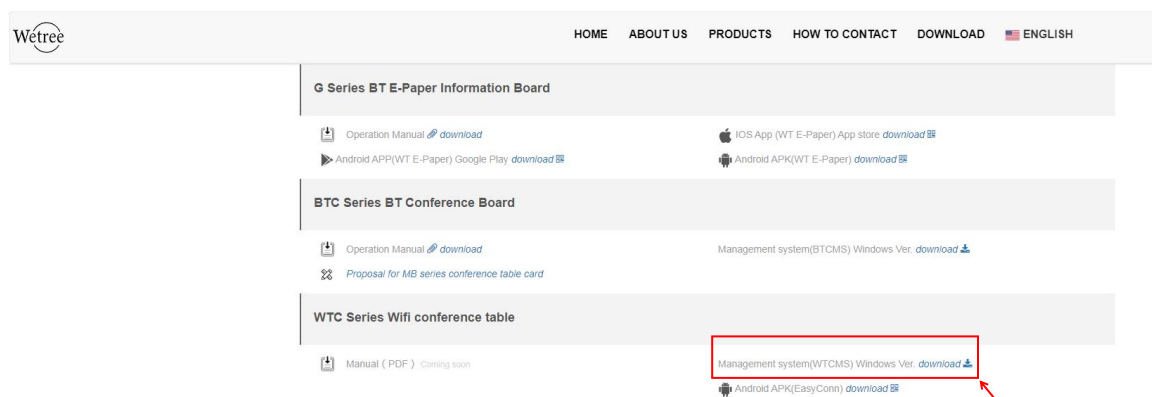 Wetree
HOME ABOUT US PRODUCTS HOW TO CONTACT DOWNLOAD ENGLISH
G Series BT E-Paper Information Board
Operation Manual download
IOS App (WT E-Paper) App store download
Android APP(WT E-Paper) Google Play download
Android APK(WT E-Paper) download
BTC Series BT Conference Board
Operation Manual download
Management system(BTCMS) Windows Ver. download
Proposal for MB series conference table card
WTC Series Wifi conference table
Manual ( PDF ) Coming soon
Management system(WTCMS) Windows Ver. download
Android APK(EasyConn) download